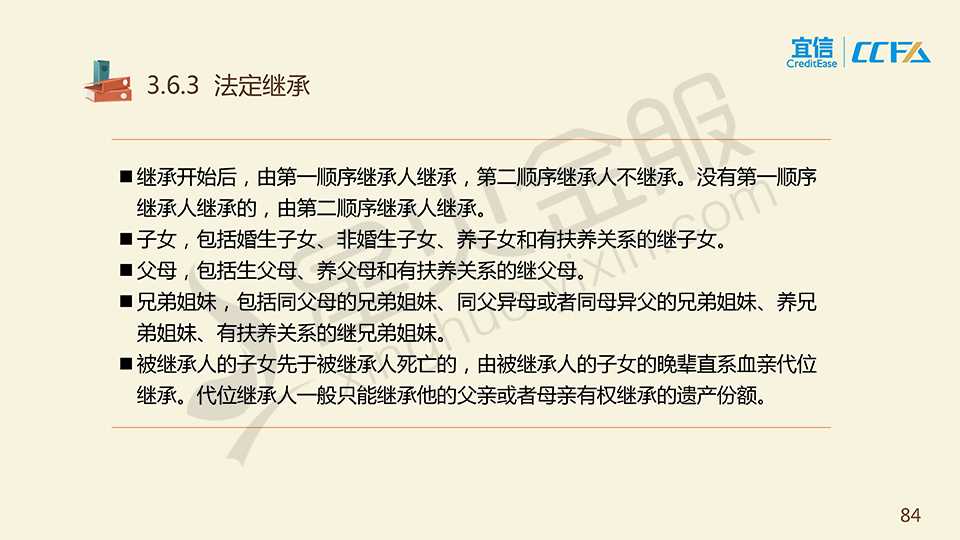 宜信
CreditEase
CCFA
3.6.3 法定继承
■继承开始后，由第一顺序继承人继承，第二顺序继承人不继承。没有第一顺序
继承人继承的，由第二顺序继承人继承。
■子女，包括婚生子女、非婚生子女、养子女和有扶养关系的继子女。
■父母，包括生父母、养父母和有扶养关系的继父母。
■兄弟姐妹，包括同父母的兄弟姐妹、同父异母或者同母异父的兄弟姐妹、养兄
弟姐妹、有扶养关系的继兄弟姐妹。
■被继承人的子女先于被继承人死亡的，由被继承人的子女的晚辈直系血亲代位
继承。代位继承人一般只能继承他的父亲或者母亲有权继承的遗产份额。
星火金服
xinghuo.yixin.com
84